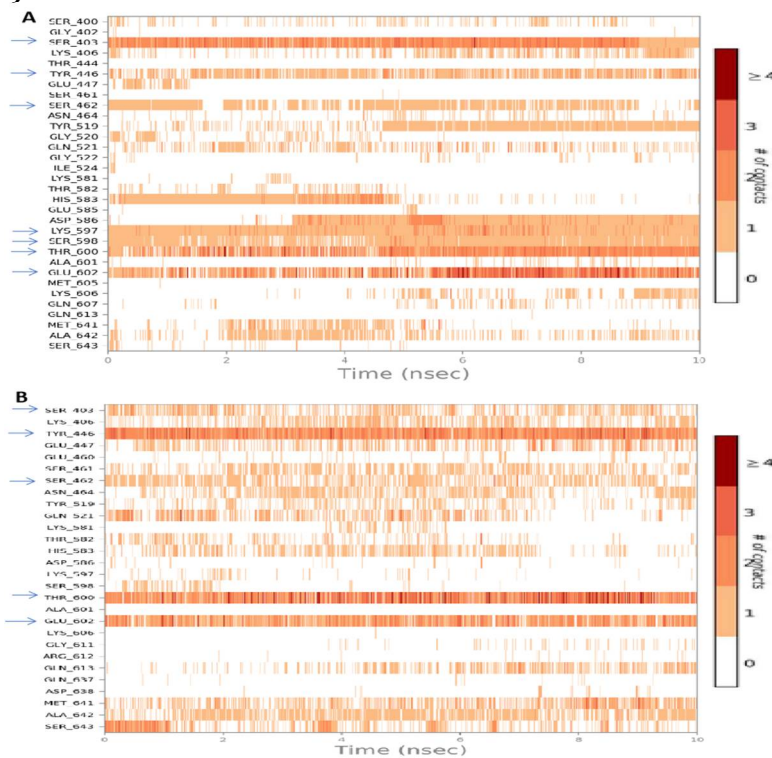 A
SER_400
GLY_402
SER_403
LYS_406
THR_444
TYR_446
GLU_447
SER_461
SER_462
ASN_464
TYR_519
GLY_520
GLN_521
GLY_522
ILE_524
LYS_581
THR_582
HIS_583
GLU_585
ASP_586
LYS_597
SER_598
THR_600
ALA_601
GLU_602
MET_605
LYS_606
GLN_607
GLN_613
MET_641
ALA_642
SER_643
0 2 4 6 8 10
Time (nsec)
≥ 4
3
2
1
0
# of contacts
B
SER_403
LYS_406
TYR_446
GLU_447
GLU_460
SER_461
SER_462
ASN_464
TYR_519
GLN_521
LYS_581
THR_582
HIS_583
ASP_586
LYS_597
SER_598
THR_600
ALA_601
GLU_602
LYS_606
GLY_611
ARG_612
GLN_613
GLN_637
ASP_638
MET_641
ALA_642
SER_643
0 2 4 6 8 10
Time (nsec)
≥ 4
3
2
1
0
# of contacts